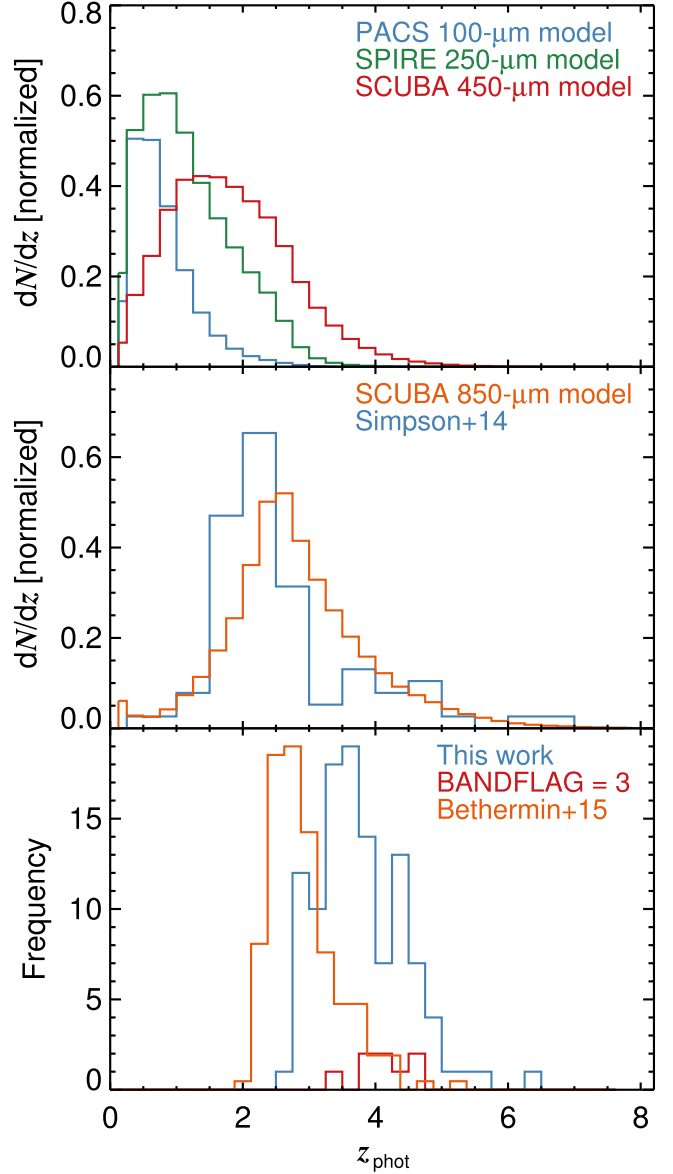 0.8
PACS 100-μm model
SPIRE 250-μm model
SCUBA 450-μm model
0.6
0.4
0.2
0.0
dN/dz [normalized]
SCUBA 850-μm model
Simpson+14
0.6
0.4
0.2
0.0
dN/dz [normalized]
This work
BANDFLAG = 3
Bethermin+15
15
10
5
0
Frequency
0 2 4 6 8
zphot